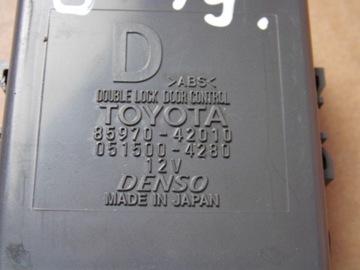 D
>ABS<
DOUBLE LOCK DOOR CONTROL
TOYOTA
85970-42010
051500-4280
12V
DENSO
MADE IN JAPAN